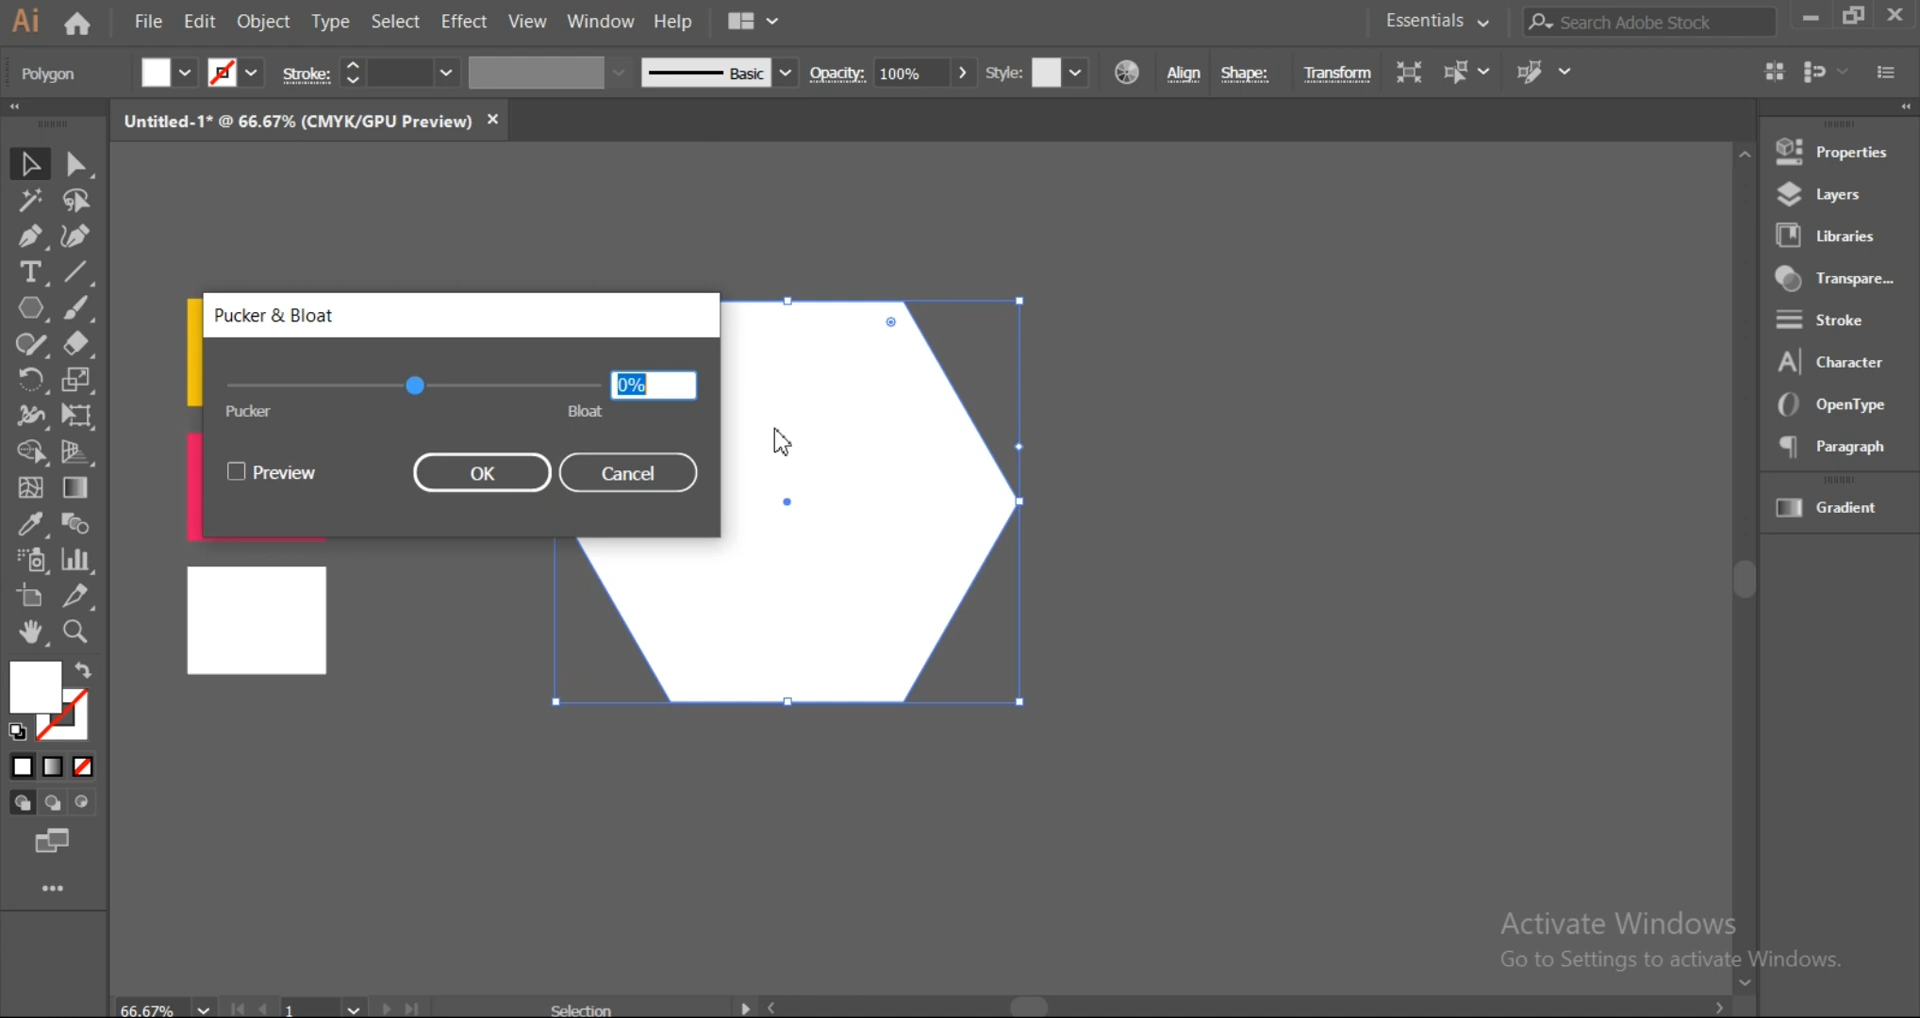 Ai File Edit Object Type Select Effect View Window Help Essentials Search Adobe Stock
Polygon Stroke: Basic Opacity: 100% Style: Align Shape: Transform
Untitled-1* @ 66.67% (CMYK/GPU Preview)
Properties
Layers
Libraries
Transpare...
Stroke
Character
OpenType
Paragraph
Gradient
Pucker & Bloat
0%
Pucker Bloat
Preview OK Cancel
T
Activate Windows
Go to Settings to activate Windows.
66.67% 1 Selection